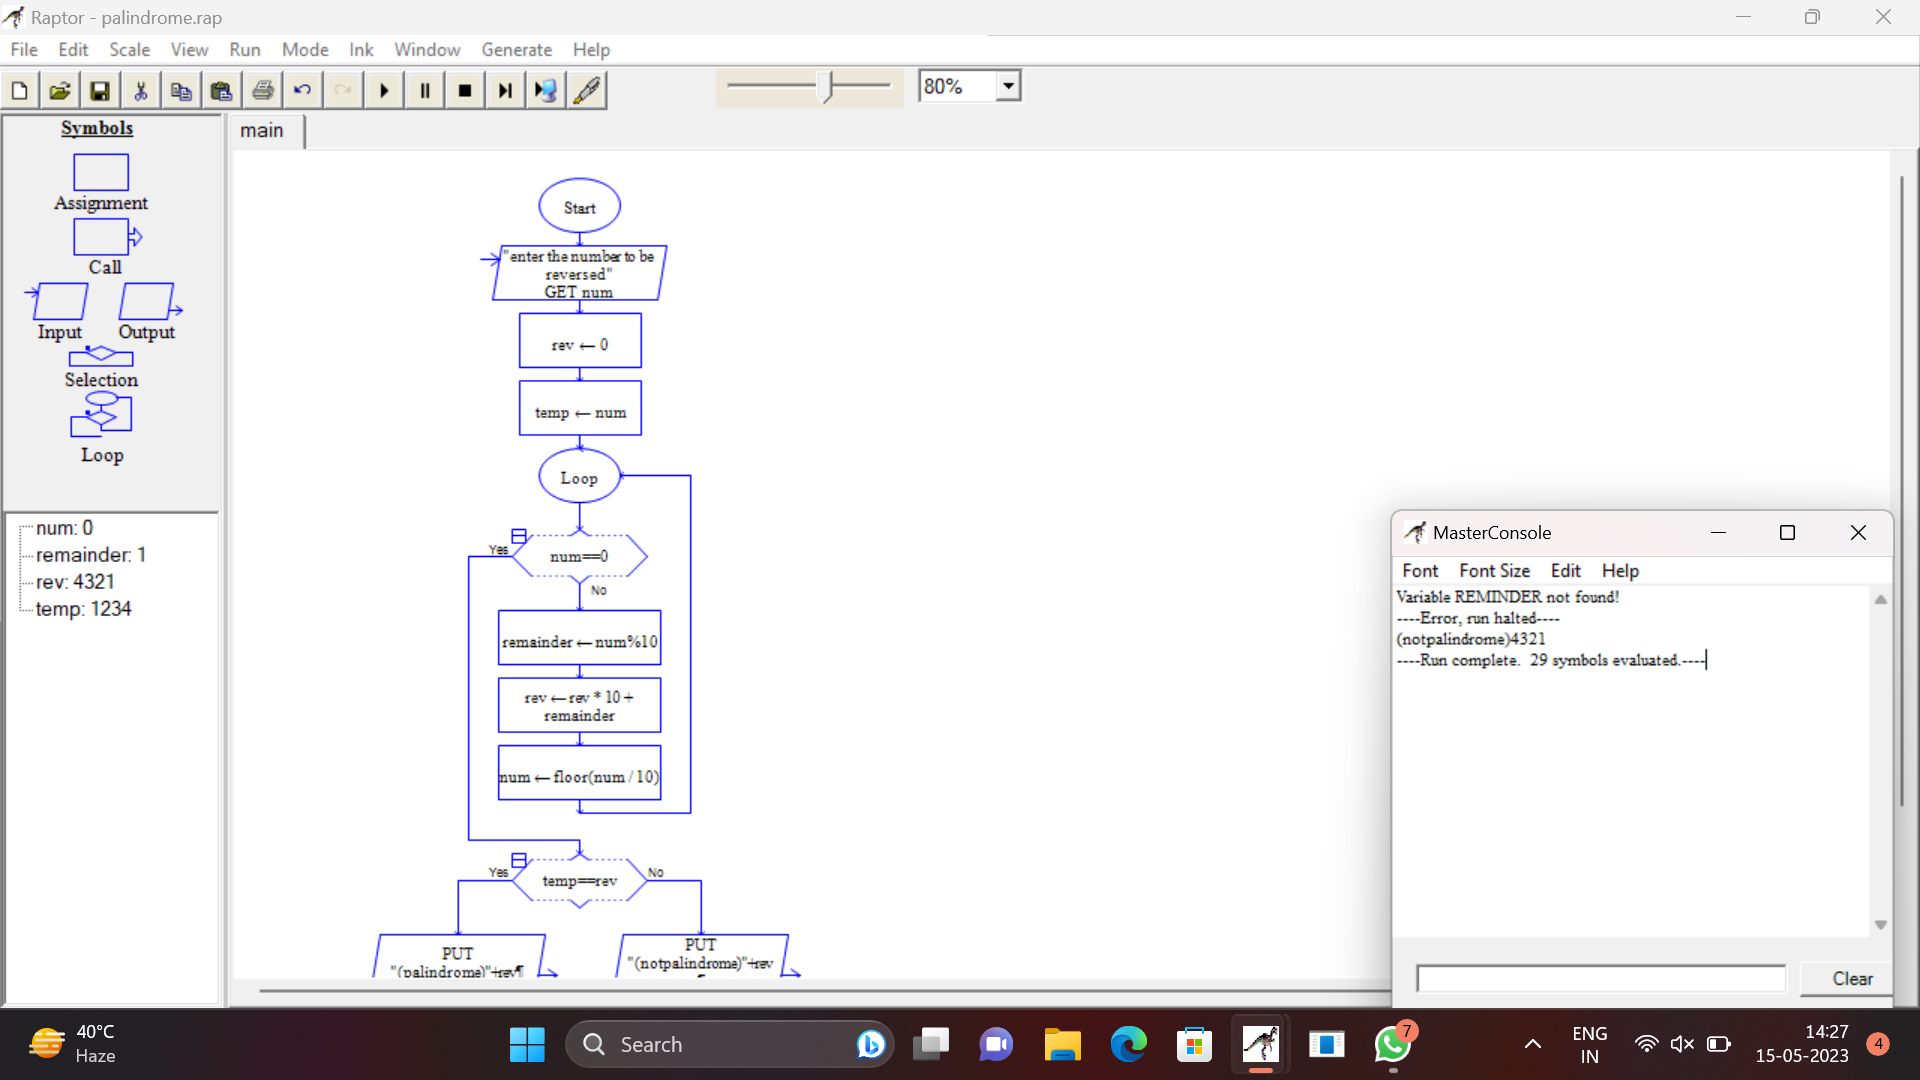 Raptor - palindrome.rap
File Edit Scale View Run Mode Ink Window Generate Help
80%
Symbols
Assignment
Call
Input Output
Selection
Loop
num: 0
remainder: 1
rev: 4321
temp: 1234
main
Start
"enter the number to be
reversed"
GET num
rev ← 0
temp ← num
Loop
Yes
num==0
No
remainder ← num%10
rev ← rev * 10 +
remainder
num ← floor(num / 10)
Yes
temp==rev
No
PUT
"(palindrome)"+rev¶
PUT
"(notpalindrome)"+rev
¶
MasterConsole
Font Font Size Edit Help
Variable REMINDER not found!
----Error, run halted----
(notpalindrome)4321
----Run complete.  29 symbols evaluated.----
Clear
40°C
Haze
Search
7
ENG
IN
14:27
15-05-2023
4